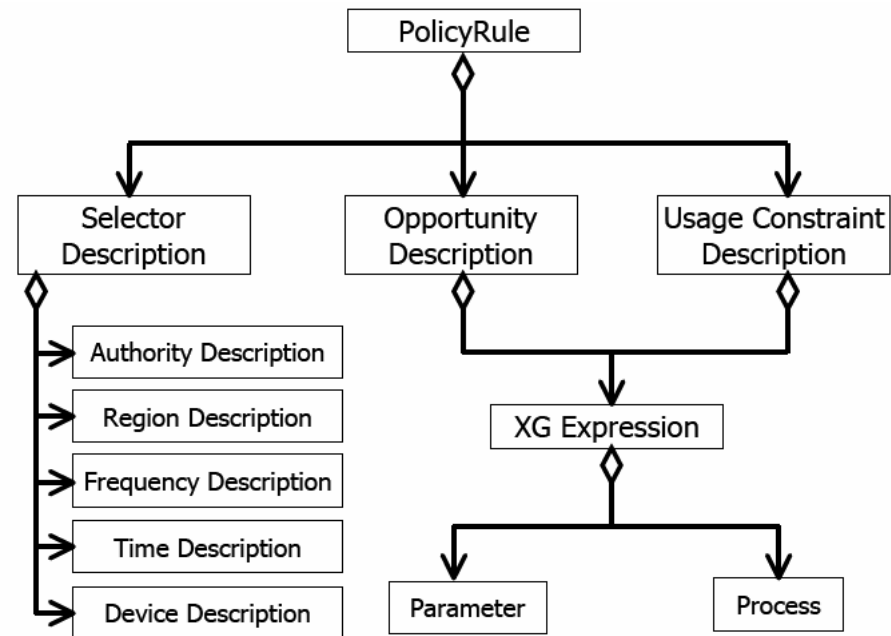 PolicyRule
Selector
Description
Opportunity
Description
Usage Constraint
Description
Authority Description
Region Description
Frequency Description
Time Description
Device Description
XG Expression
Parameter
Process